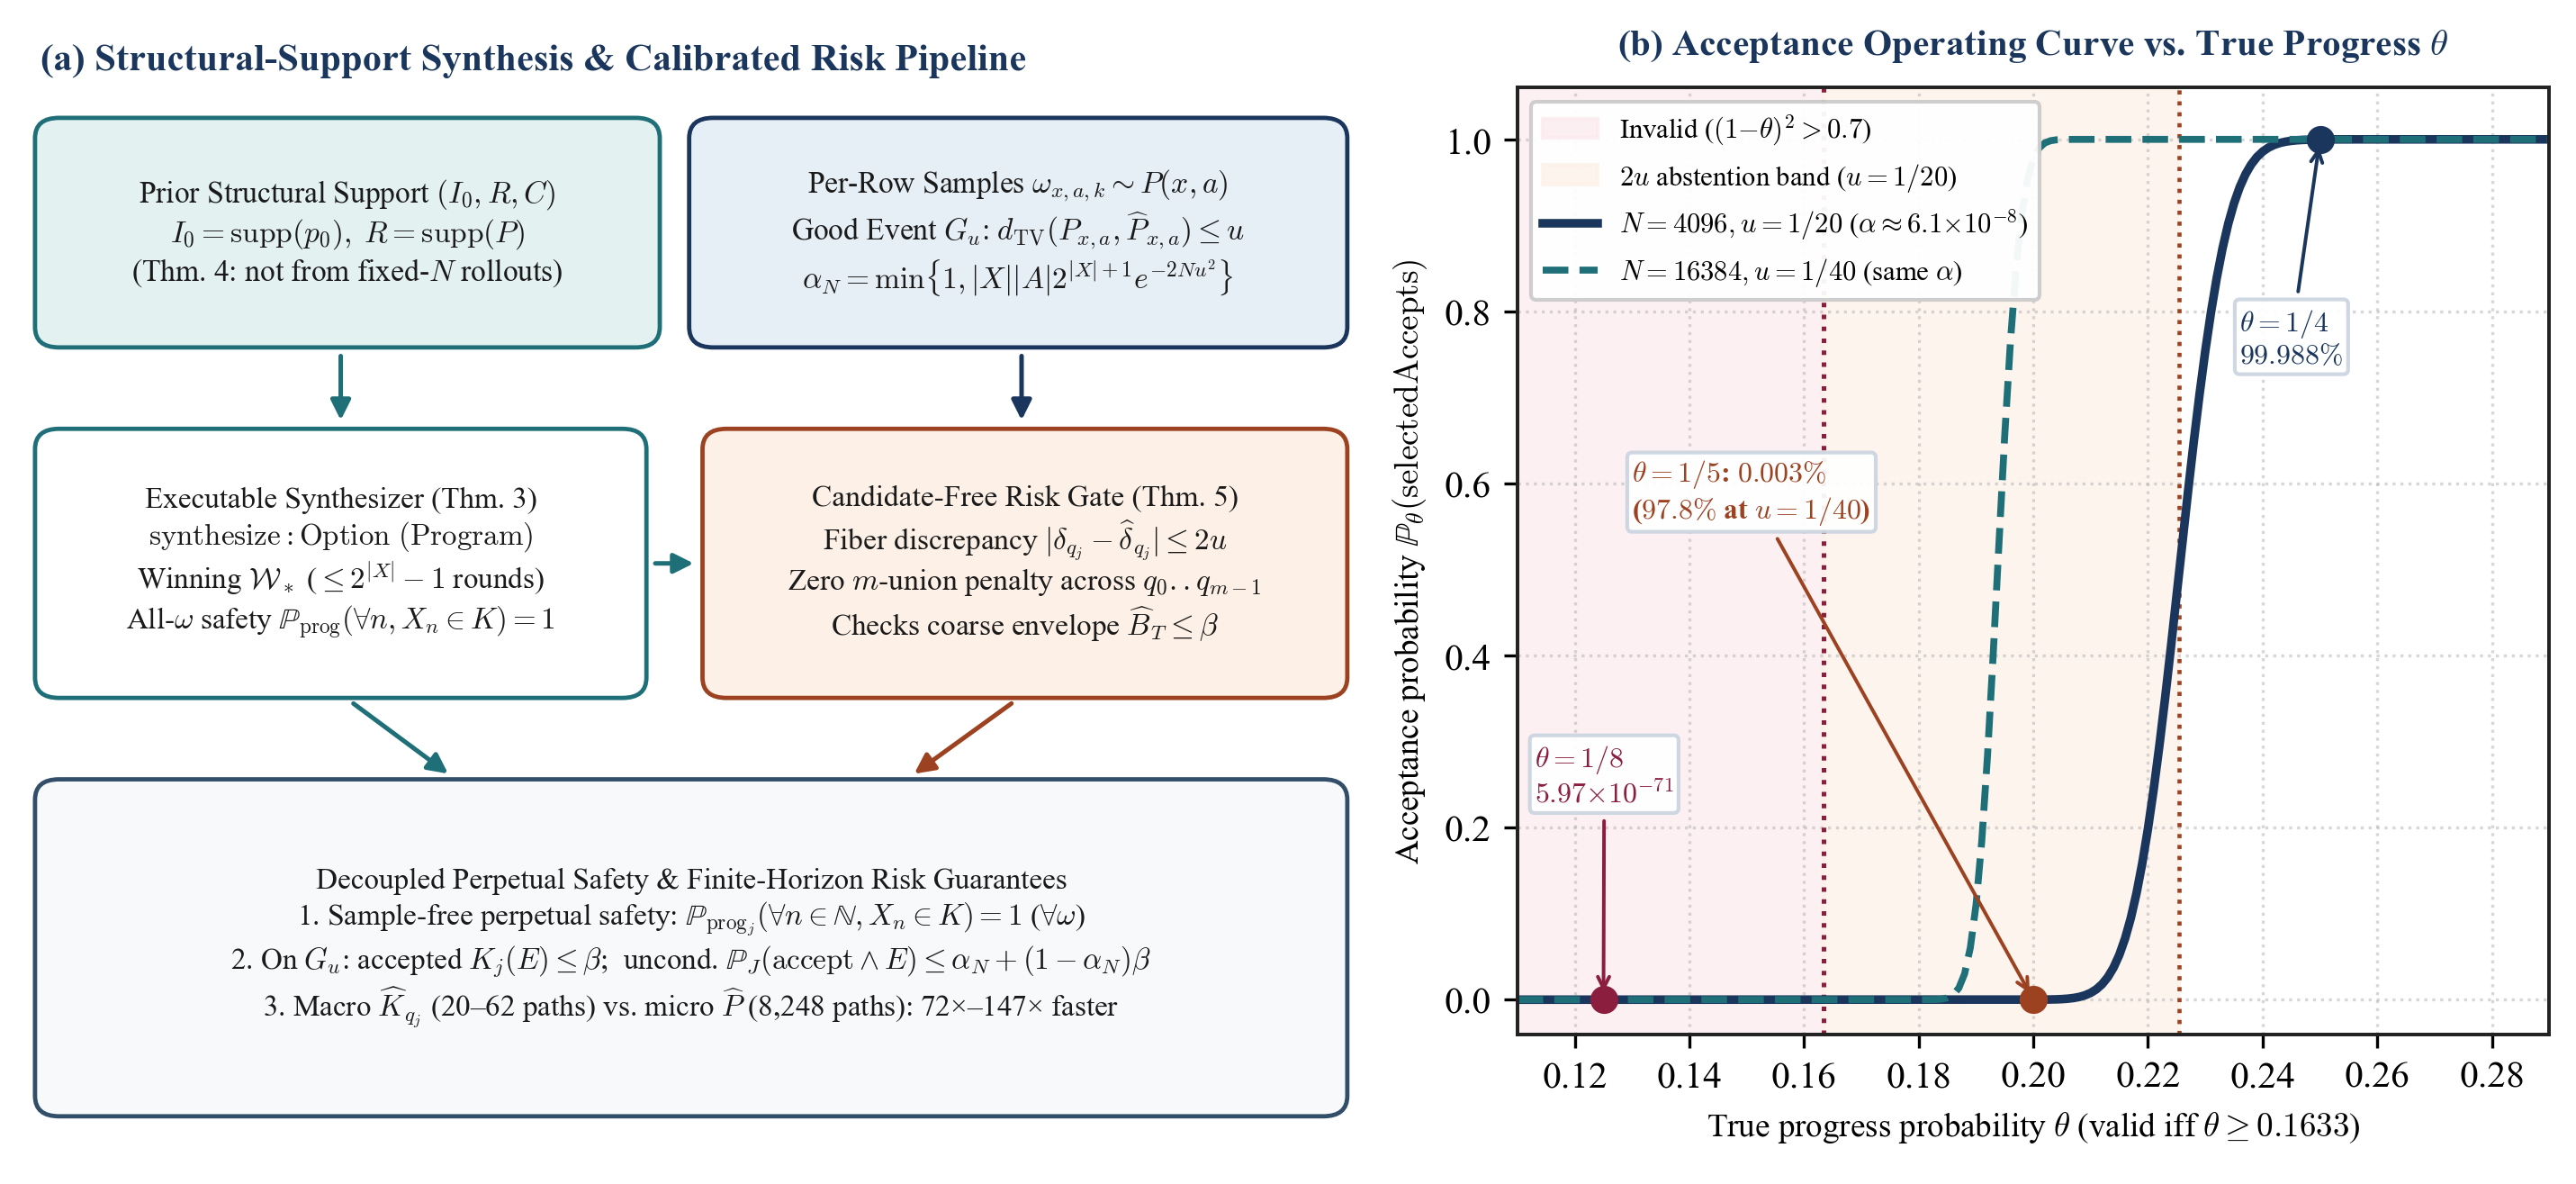 (a) Structural-Support Synthesis & Calibrated Risk Pipeline
Prior Structural Support (I₀, R, C)
I₀ = supp(p₀), R = supp(P)
(Thm. 4: not from fixed-N rollouts)
Per-Row Samples ω_{x,a,k} ∼ P(x, a)
Good Event G_u: d_TV(P_{x,a}, P̂_{x,a}) ≤ u
α_N = min{1, |X||A|2^{|X|+1}e^{−2Nu²}}
Executable Synthesizer (Thm. 3)
synthesize : Option (Program)
Winning 𝒲_* (≤ 2^{|X|} − 1 rounds)
All-ω safety ℙ_prog(∀n, X_n ∈ K) = 1
Candidate-Free Risk Gate (Thm. 5)
Fiber discrepancy |δ_{q_j} − δ̂_{q_j}| ≤ 2u
Zero m-union penalty across q₀..q_{m−1}
Checks coarse envelope B̂_T ≤ β
Decoupled Perpetual Safety & Finite-Horizon Risk Guarantees
1. Sample-free perpetual safety: ℙ_{prog_j}(∀n ∈ ℕ, X_n ∈ K) = 1 (∀ω)
2. On G_u: accepted K_j(E) ≤ β; uncond. ℙ_J(accept ∧ E) ≤ α_N + (1 − α_N)β
3. Macro K̂_{q_j} (20–62 paths) vs. micro P̂ (8,248 paths): 72×–147× faster
(b) Acceptance Operating Curve vs. True Progress θ
Invalid ((1−θ)² > 0.7)
2u abstention band (u = 1/20)
N = 4096, u = 1/20 (α ≈ 6.1×10⁻⁸)
N = 16384, u = 1/40 (same α)
θ = 1/4
99.988%
θ = 1/5: 0.003%
(97.8% at u = 1/40)
θ = 1/8
5.97×10⁻⁷¹
Acceptance probability ℙ_θ(selectedAccepts)
1.0
0.8
0.6
0.4
0.2
0.0
0.12 0.14 0.16 0.18 0.20 0.22 0.24 0.26 0.28
True progress probability θ (valid iff θ ≥ 0.1633)